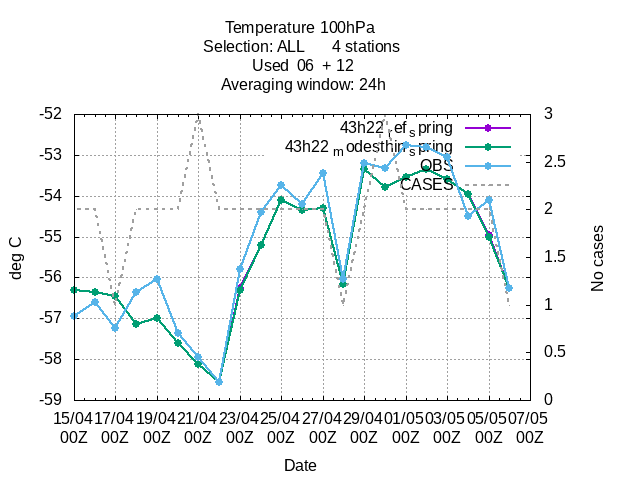 Temperature 100hPa
Selection: ALL 4 stations
Used 06 + 12
Averaging window: 24h
-52
-53
-54
-55
-56
-57
-58
-59
deg C
3
2.5
2
1.5
1
0.5
0
No cases
43h22_ref_spring
43h22_modesthin_spring
OBS
CASES
15/04 17/04 19/04 21/04 23/04 25/04 27/04 29/04 01/05 03/05 05/05 07/05
00Z 00Z 00Z 00Z 00Z 00Z 00Z 00Z 00Z 00Z 00Z 00Z
Date